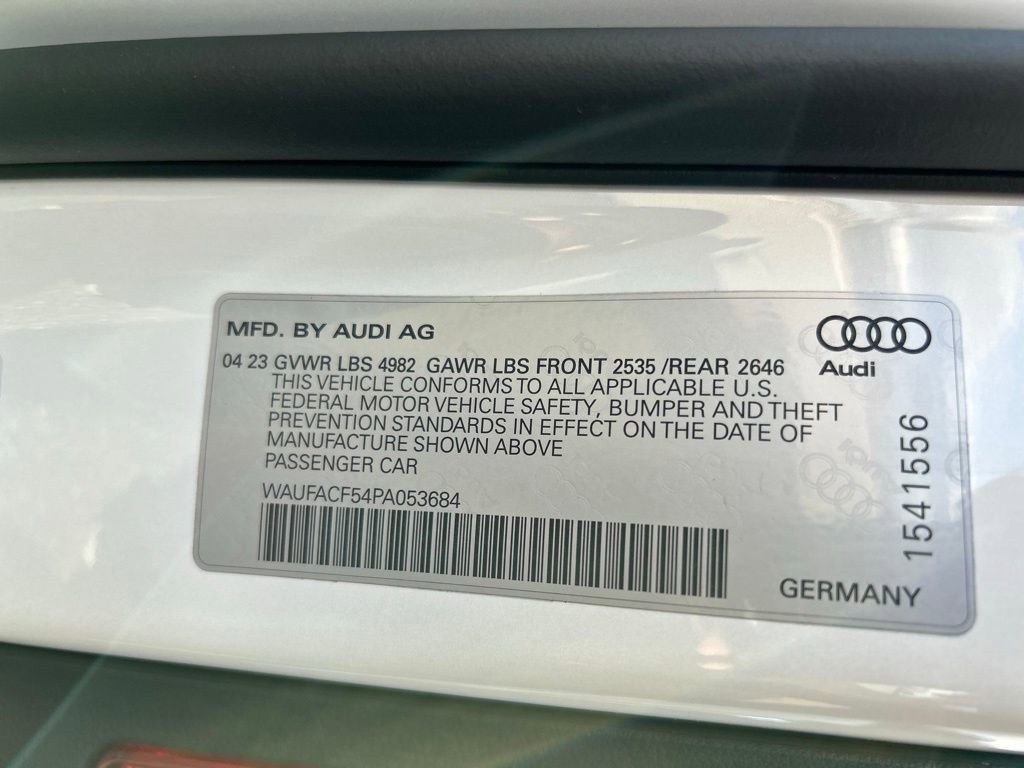 MFD. BY AUDI AG
Audi
04 23 GVWR LBS 4982 GAWR LBS FRONT 2535 /REAR 2646
THIS VEHICLE CONFORMS TO ALL APPLICABLE U.S.
FEDERAL MOTOR VEHICLE SAFETY, BUMPER AND THEFT
PREVENTION STANDARDS IN EFFECT ON THE DATE OF
MANUFACTURE SHOWN ABOVE
PASSENGER CAR
WAUFACF54PA053684
1541556
GERMANY